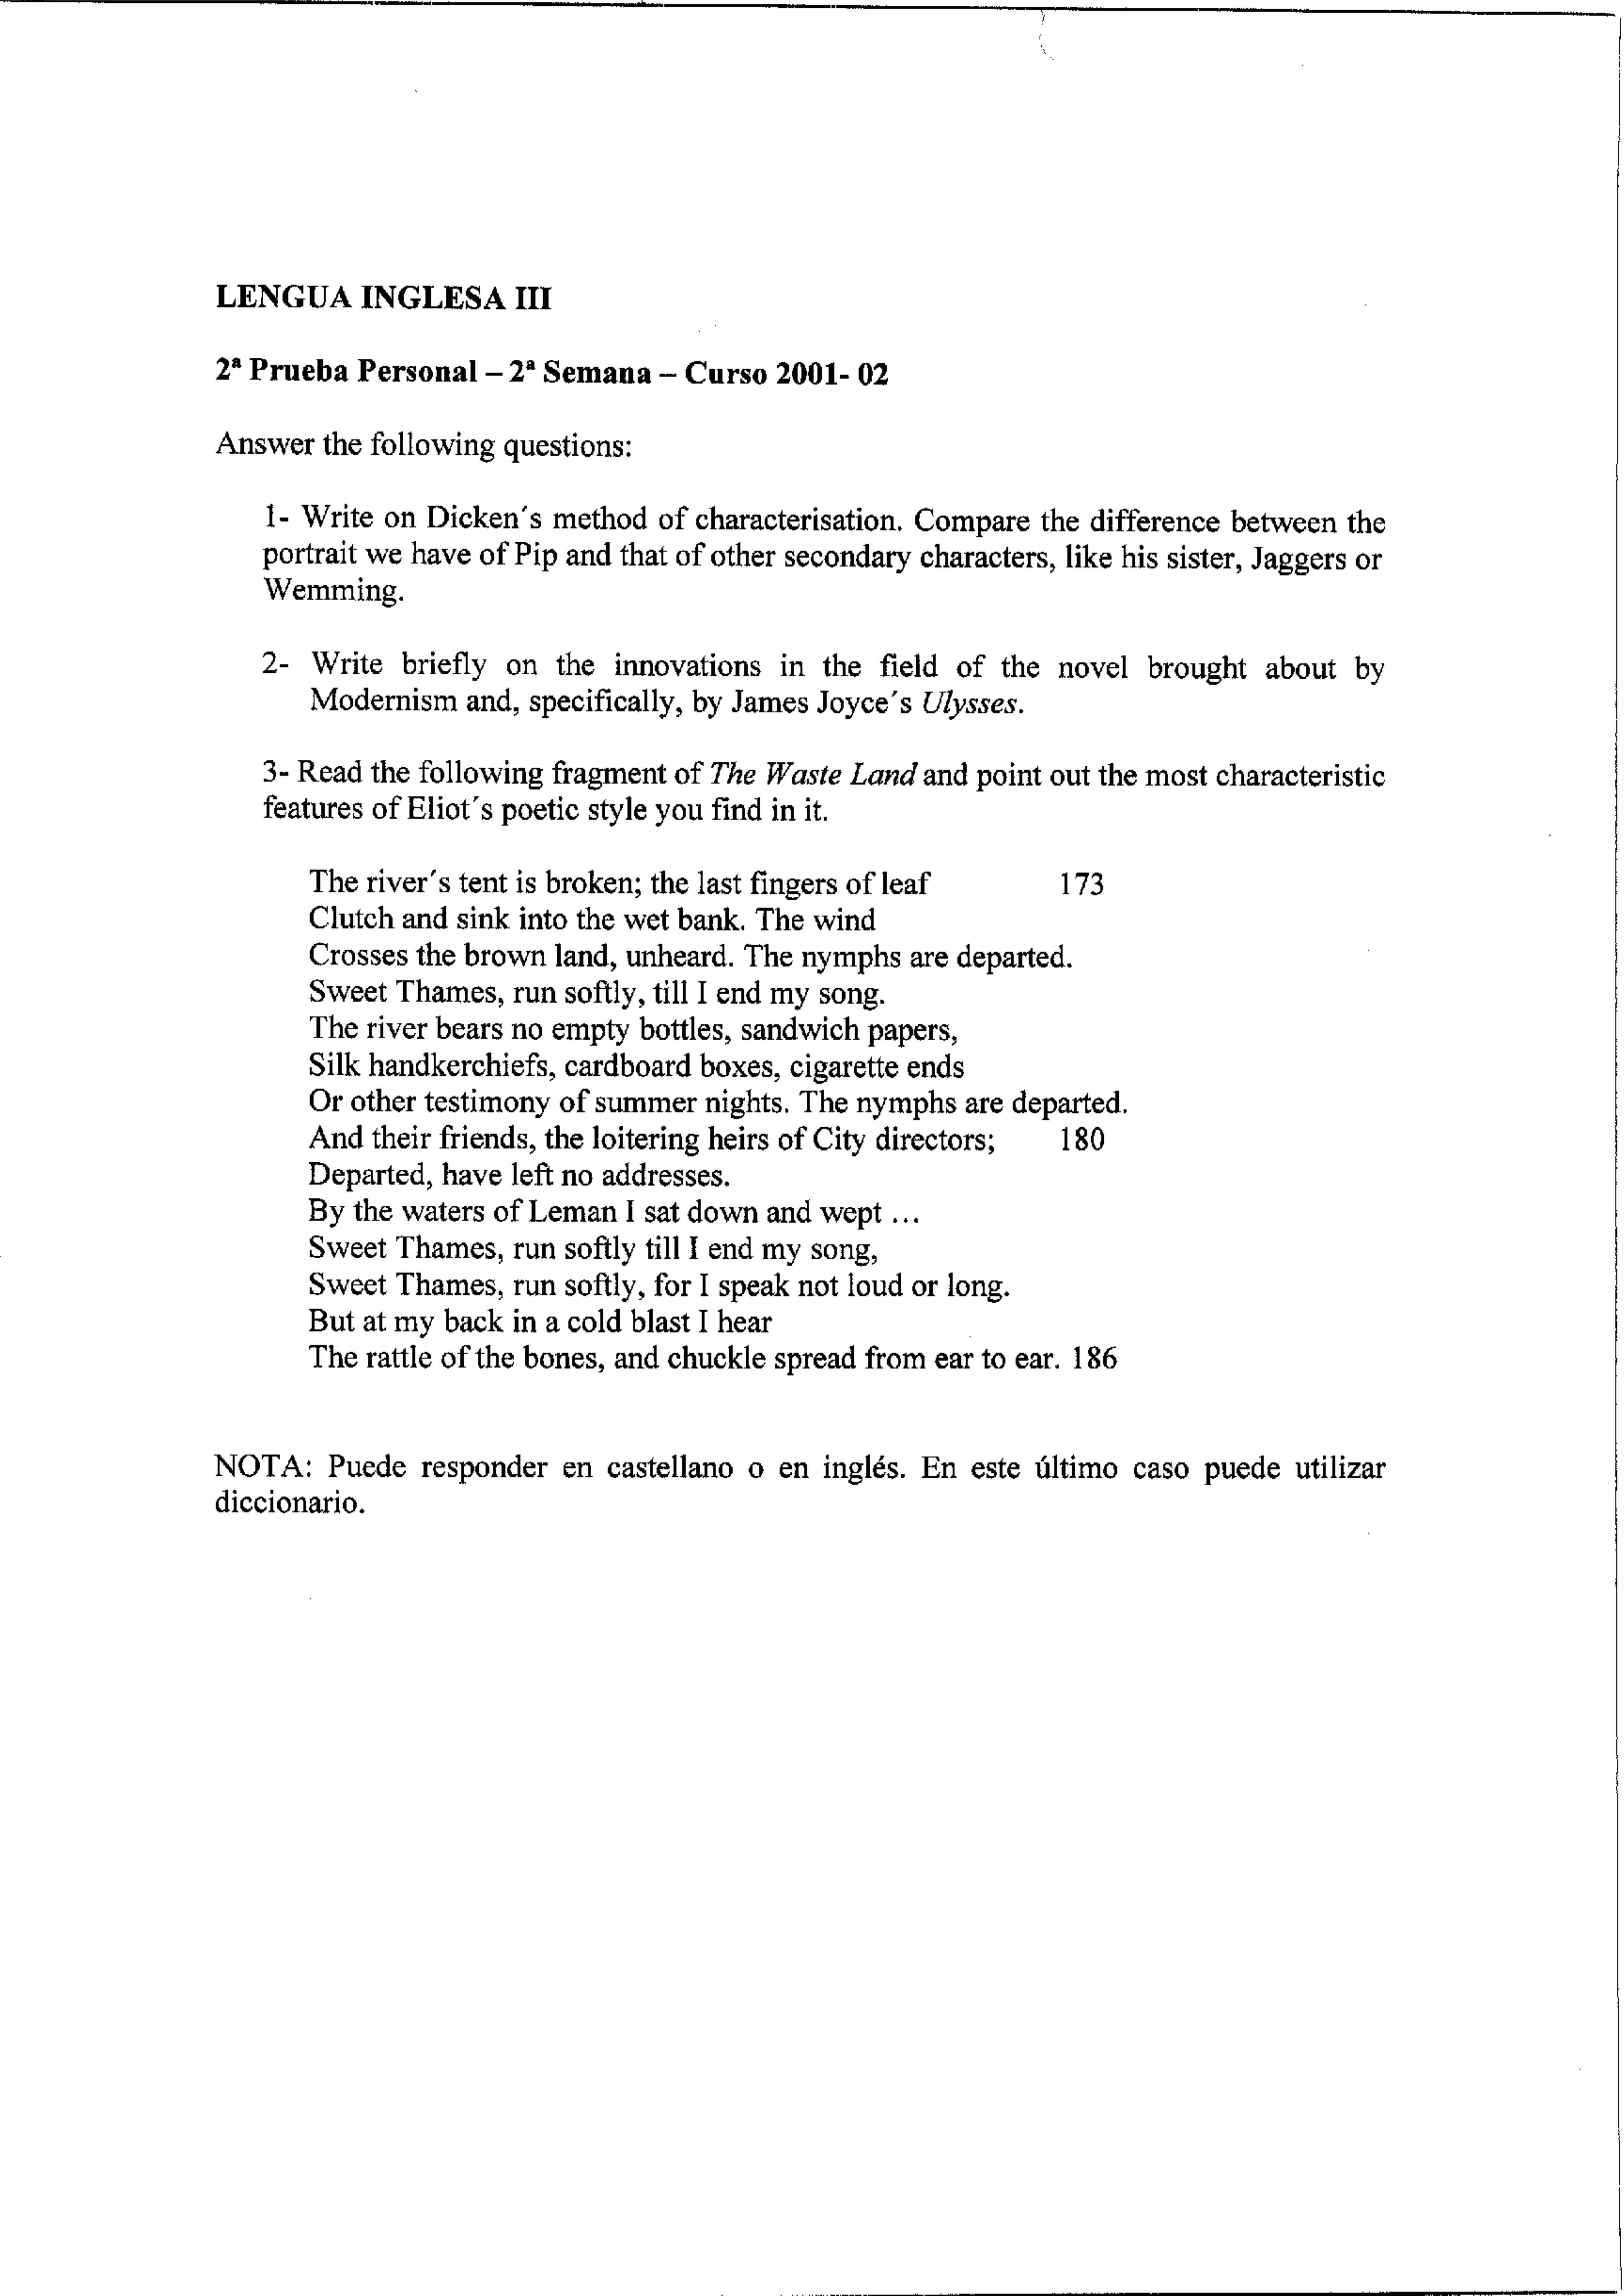 LENGUA INGLESA III
2ª Prueba Personal – 2ª Semana – Curso 2001- 02
Answer the following questions:
1- Write on Dicken´s method of characterisation. Compare the difference between the
portrait we have of Pip and that of other secondary characters, like his sister, Jaggers or
Wemming.
2- Write briefly on the innovations in the field of the novel brought about by
Modernism and, specifically, by James Joyce´s Ulysses.
3- Read the following fragment of The Waste Land and point out the most characteristic
features of Eliot´s poetic style you find in it.
The river´s tent is broken; the last fingers of leaf 173
Clutch and sink into the wet bank. The wind
Crosses the brown land, unheard. The nymphs are departed.
Sweet Thames, run softly, till I end my song.
The river bears no empty bottles, sandwich papers,
Silk handkerchiefs, cardboard boxes, cigarette ends
Or other testimony of summer nights. The nymphs are departed.
And their friends, the loitering heirs of City directors; 180
Departed, have left no addresses.
By the waters of Leman I sat down and wept ...
Sweet Thames, run softly till I end my song,
Sweet Thames, run softly, for I speak not loud or long.
But at my back in a cold blast I hear
The rattle of the bones, and chuckle spread from ear to ear. 186
NOTA: Puede responder en castellano o en inglés. En este último caso puede utilizar
diccionario.